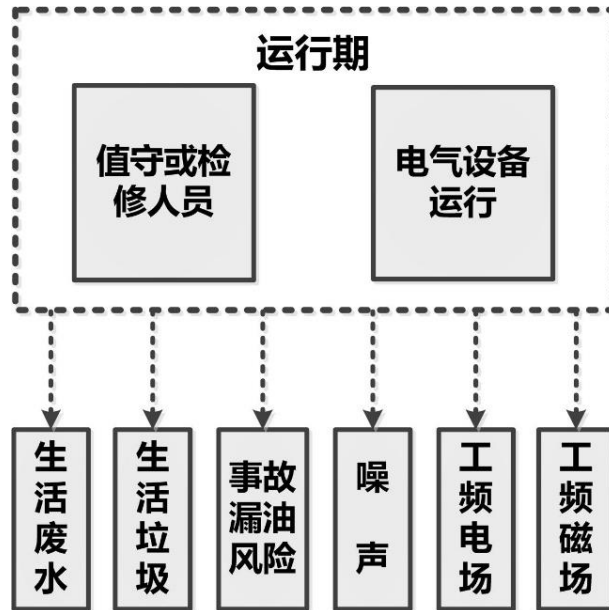 运行期
值守或检
修人员
电气设备
运行
生活废水
生活垃圾
事故
漏油
风险
噪声
工频电场
工频磁场